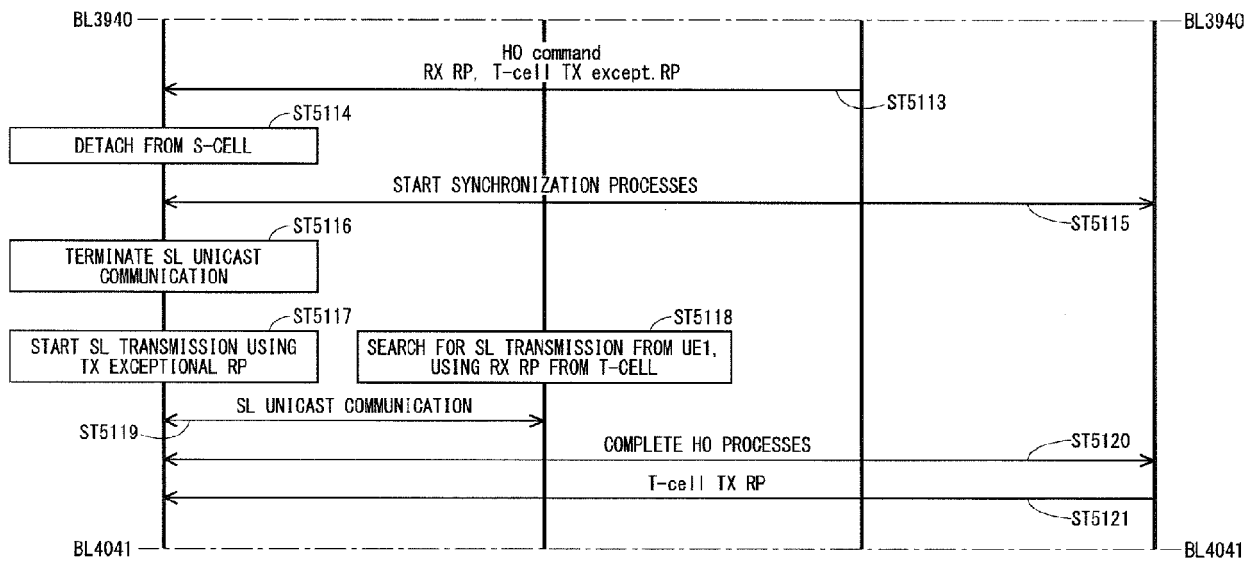 BL3940
BL3940
HO command
RX RP, T-cell TX except.RP
ST5113
ST5114
DETACH FROM S-CELL
START SYNCHRONIZATION PROCESSES
ST5115
ST5116
TERMINATE SL UNICAST
COMMUNICATION
ST5117
START SL TRANSMISSION USING
TX EXCEPTIONAL RP
ST5118
SEARCH FOR SL TRANSMISSION FROM UE1,
USING RX RP FROM T-CELL
SL UNICAST COMMUNICATION
ST5119
COMPLETE HO PROCESSES
ST5120
T-cell TX RP
ST5121
BL4041
BL4041